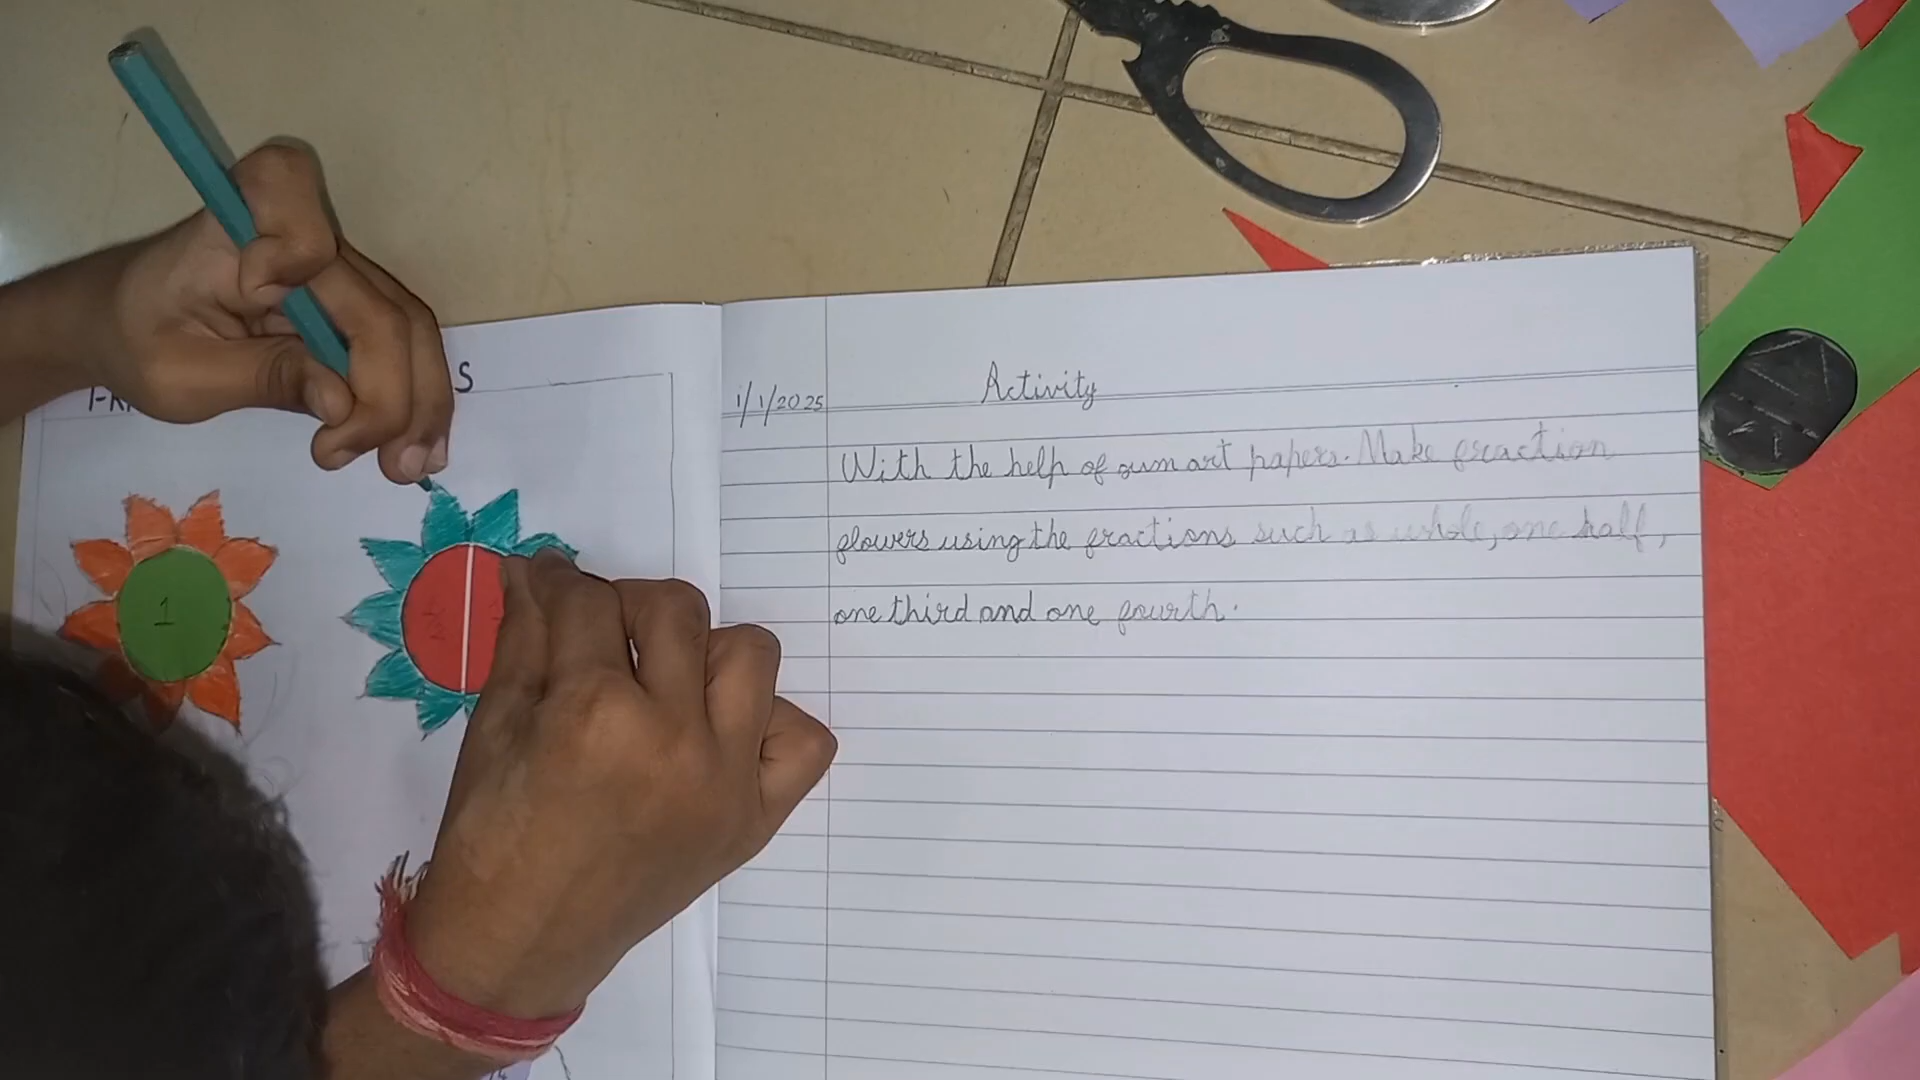 S
1
1/1/2025
Activity
With the help of gum art papers. Make fraction
flowers using the fractions such as whole, one half,
one third and one fourth.